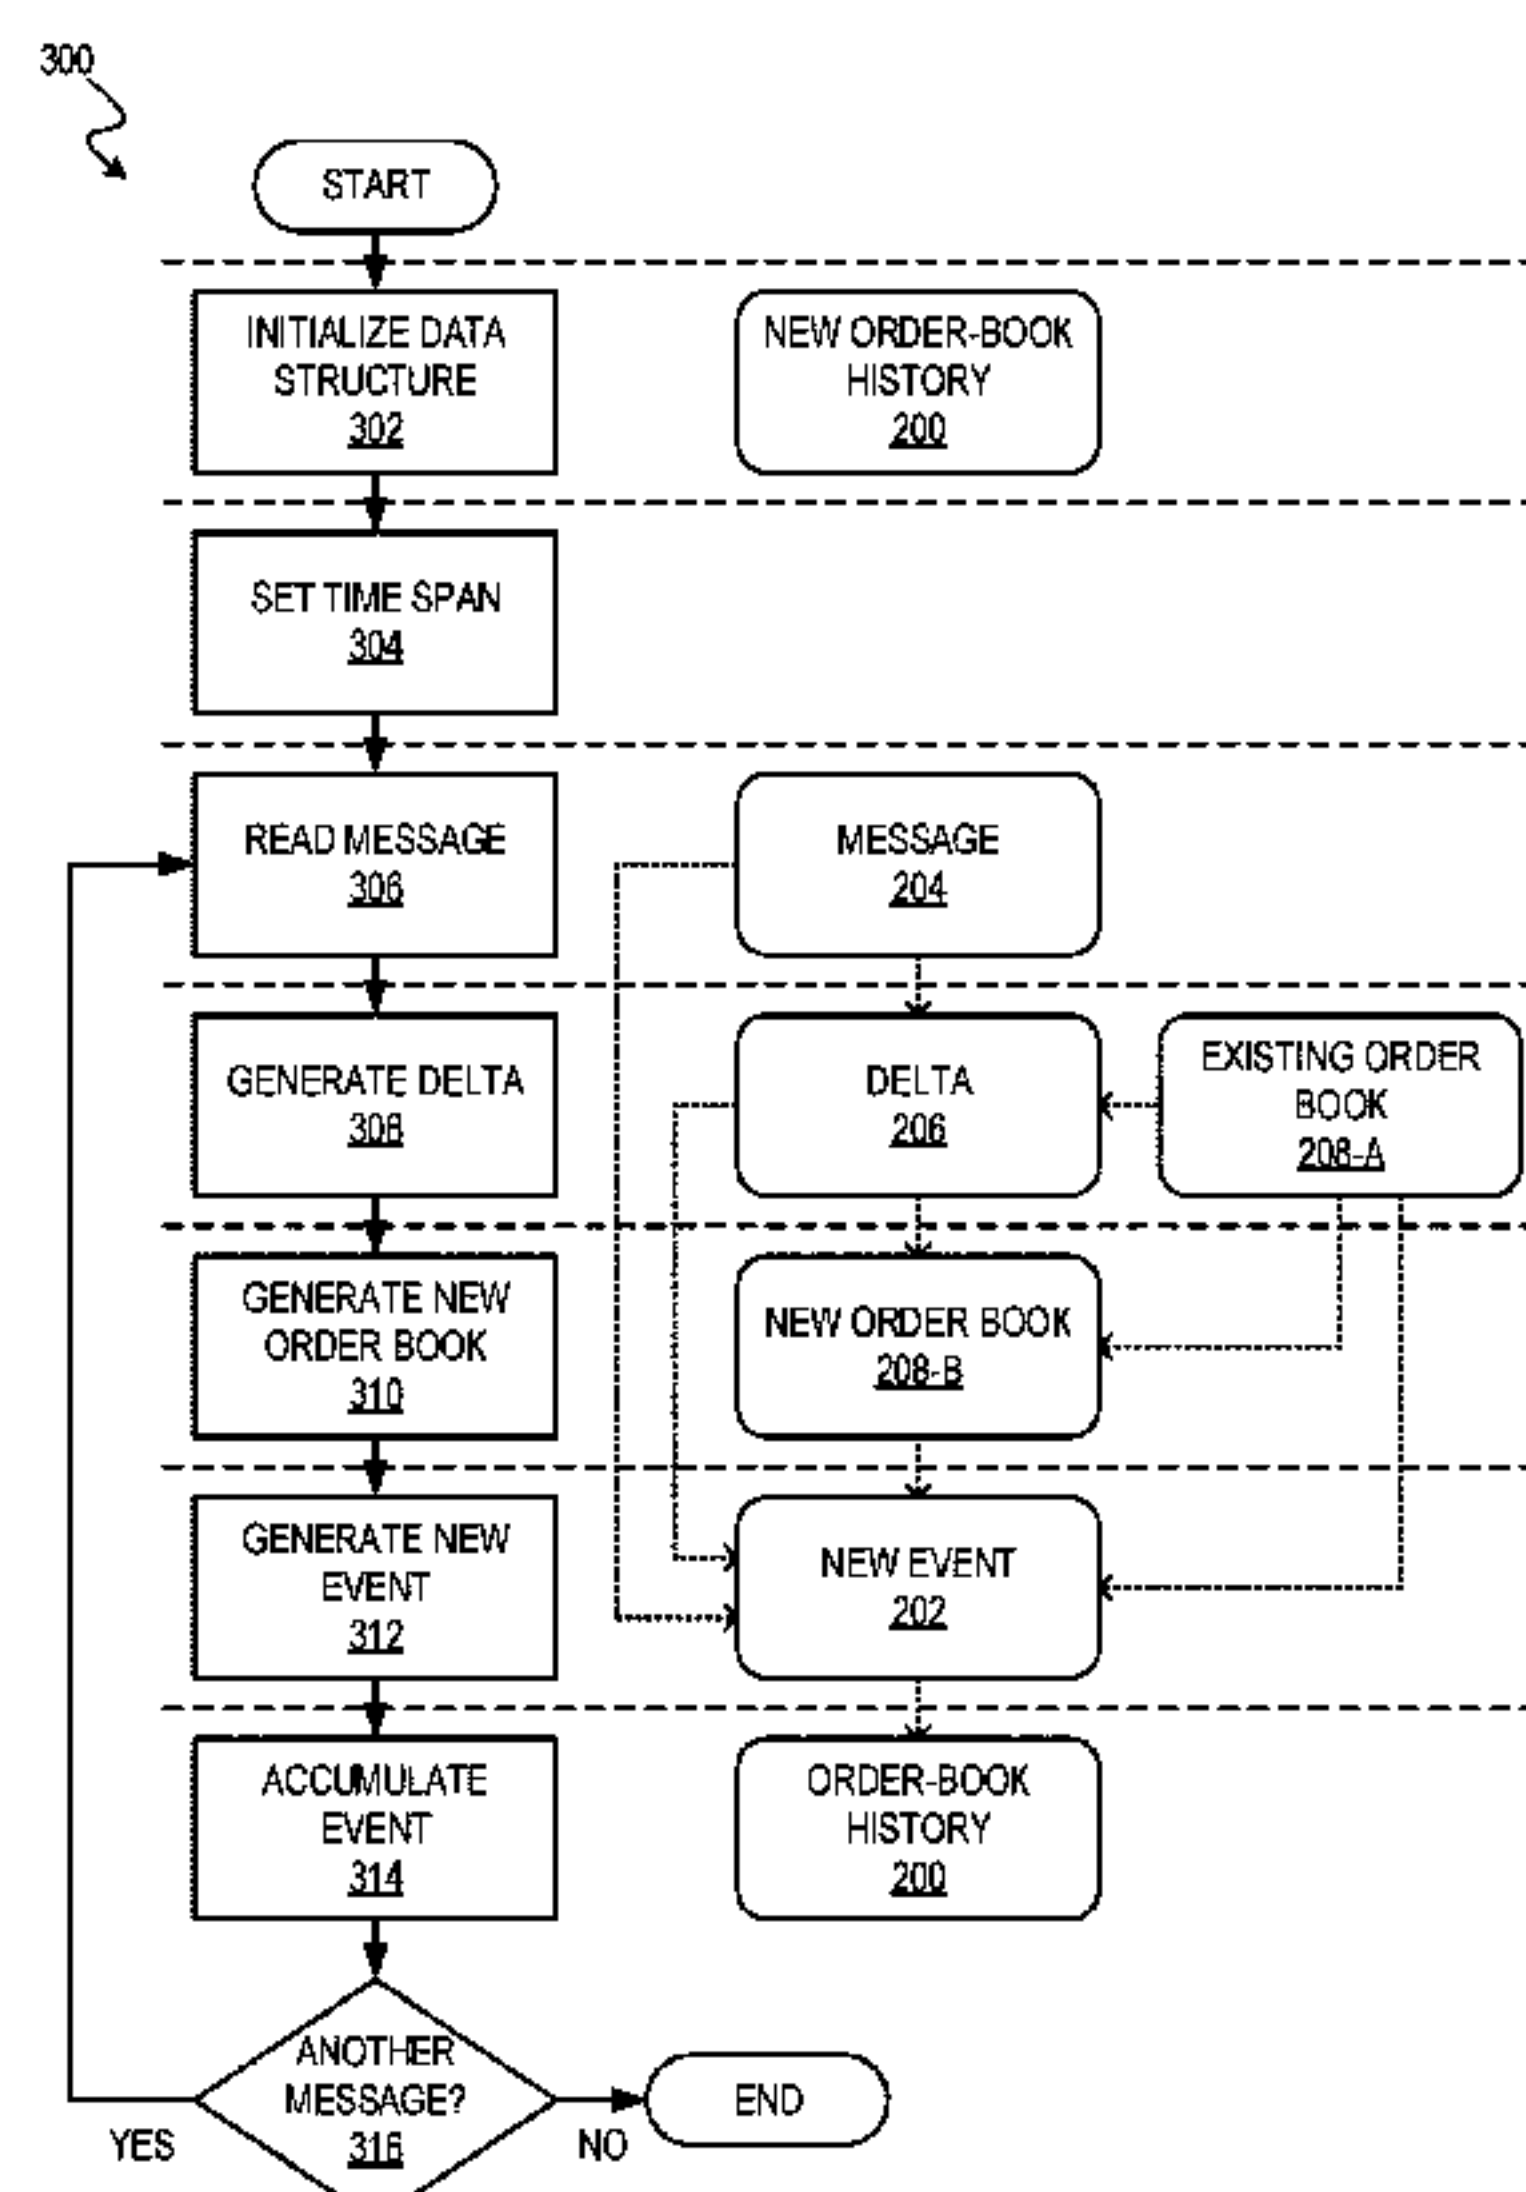 300
START
INITIALIZE DATA
STRUCTURE
302
NEW ORDER-BOOK
HISTORY
200
SET TIME SPAN
304
READ MESSAGE
306
MESSAGE
204
GENERATE DELTA
308
DELTA
206
EXISTING ORDER
BOOK
208-A
GENERATE NEW
ORDER BOOK
310
NEW ORDER BOOK
208-B
GENERATE NEW
EVENT
312
NEW EVENT
202
ACCUMULATE
EVENT
314
ORDER-BOOK
HISTORY
200
ANOTHER
MESSAGE?
316
YES
NO
END